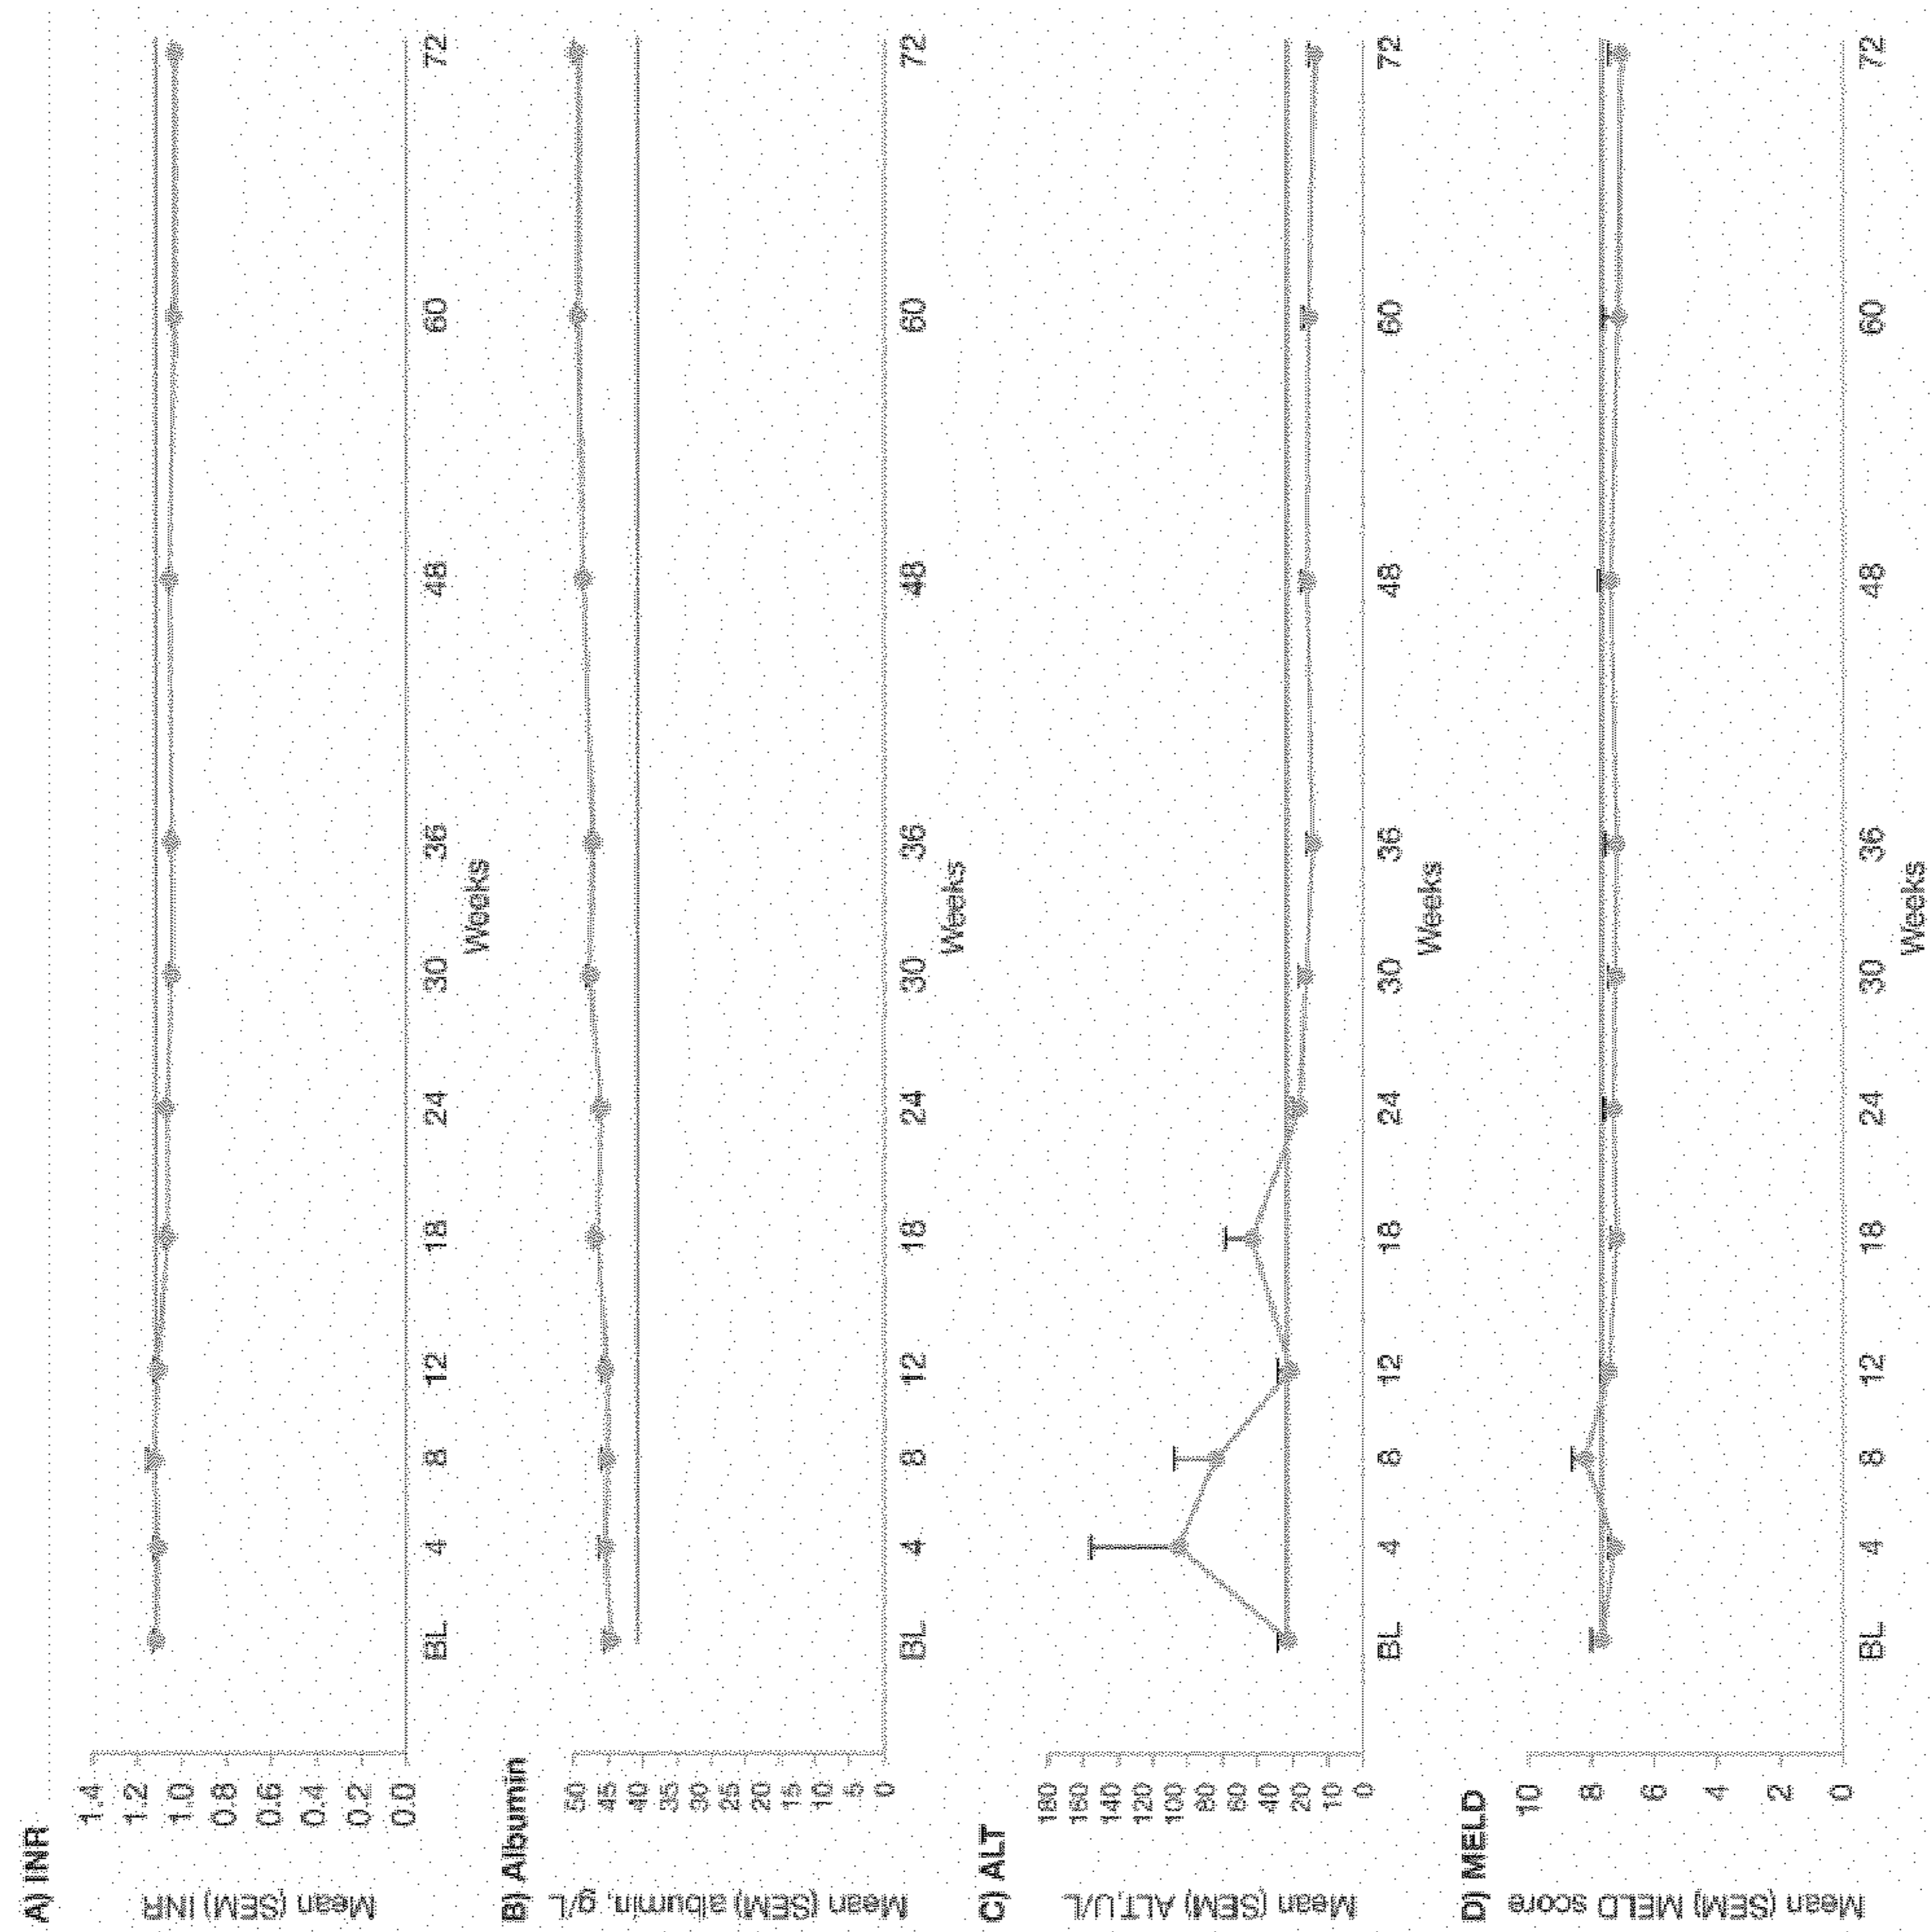 A) INR
Mean (SEM) INR
1.4
1.2
1.0
0.8
0.6
0.4
0.2
0.0
BL 4 8 12 18 24 30 36 48 60 72
Weeks
B) Albumin
Mean (SEM) albumin, g/L
50
45
40
35
30
25
20
15
10
5
0
BL 4 8 12 18 24 30 36 48 60 72
Weeks
C) ALT
Mean (SEM) ALT,U/L
180
160
140
120
100
80
60
40
20
10
0
BL 4 8 12 18 24 30 36 48 60 72
Weeks
D) MELD
Mean (SEM) MELD score
10
8
6
4
2
0
BL 4 8 12 18 24 30 36 48 60 72
Weeks